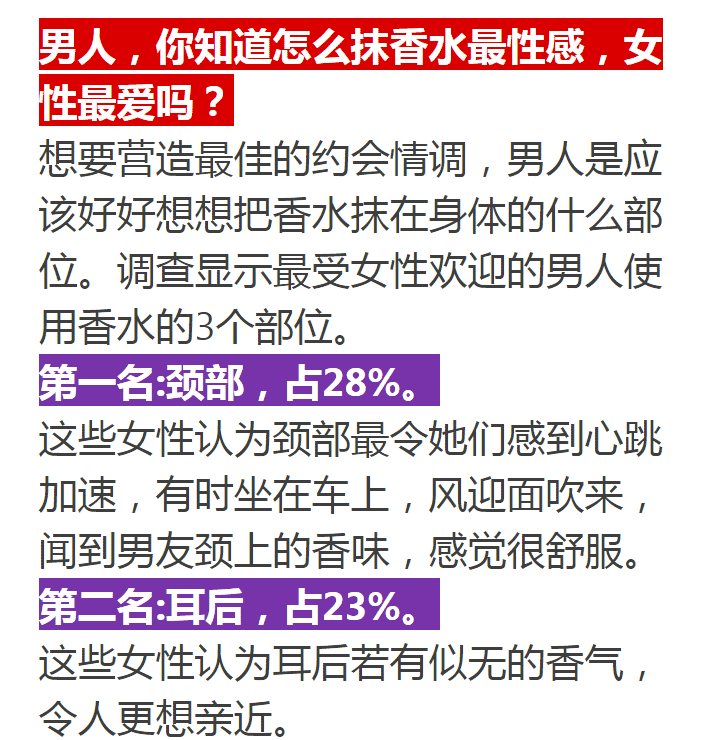 男人，你知道怎么抹香水最性感，女
性最爱吗？
想要营造最佳的约会情调，男人是应
该好好想想把香水抹在身体的什么部
位。调查显示最受女性欢迎的男人使
用香水的3个部位。
第一名:颈部，占28%。
这些女性认为颈部最令她们感到心跳
加速，有时坐在车上，风迎面吹来，
闻到男友颈上的香味，感觉很舒服。
第二名:耳后，占23%。
这些女性认为耳后若有似无的香气，
令人更想亲近。